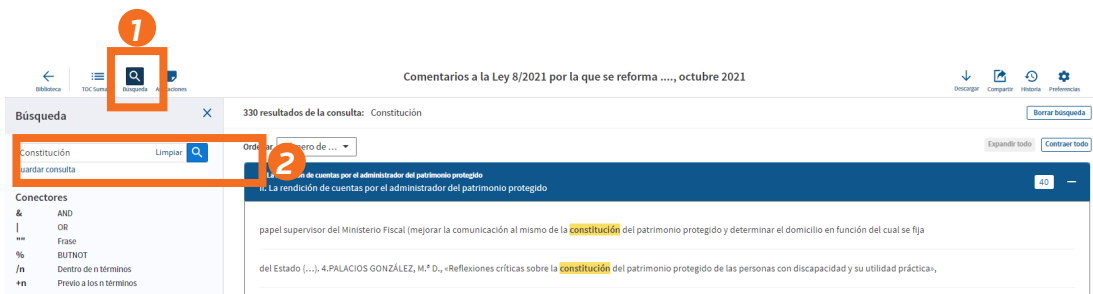 1
Comentarios a la Ley 8/2021 por la que se reforma ...., octubre 2021
Biblioteca
TOC Suma
Búsqueda
Descargar
Compartir
Historia
Preferencias
Búsqueda
Constitución
Limpiar
2
uardar consulta
Conectores
& AND
| OR
"" Frase
% BUTNOT
/n Dentro de n términos
+n Previo a los n términos
330 resultados de la consulta: Constitución
Borrar búsqueda
Expandir todo
Contraer todo
de cuentas por el administrador del patrimonio protegido
La rendición de cuentas por el administrador del patrimonio protegido
40
papel supervisor del Ministerio Fiscal (mejorar la comunicación al mismo de la constitución del patrimonio protegido y determinar el domicilio en función del cual se fija
del Estado (...). 4.PALACIOS GONZÁLEZ, M.ª D., «Reflexiones críticas sobre la constitución del patrimonio protegido de las personas con discapacidad y su utilidad práctica»,